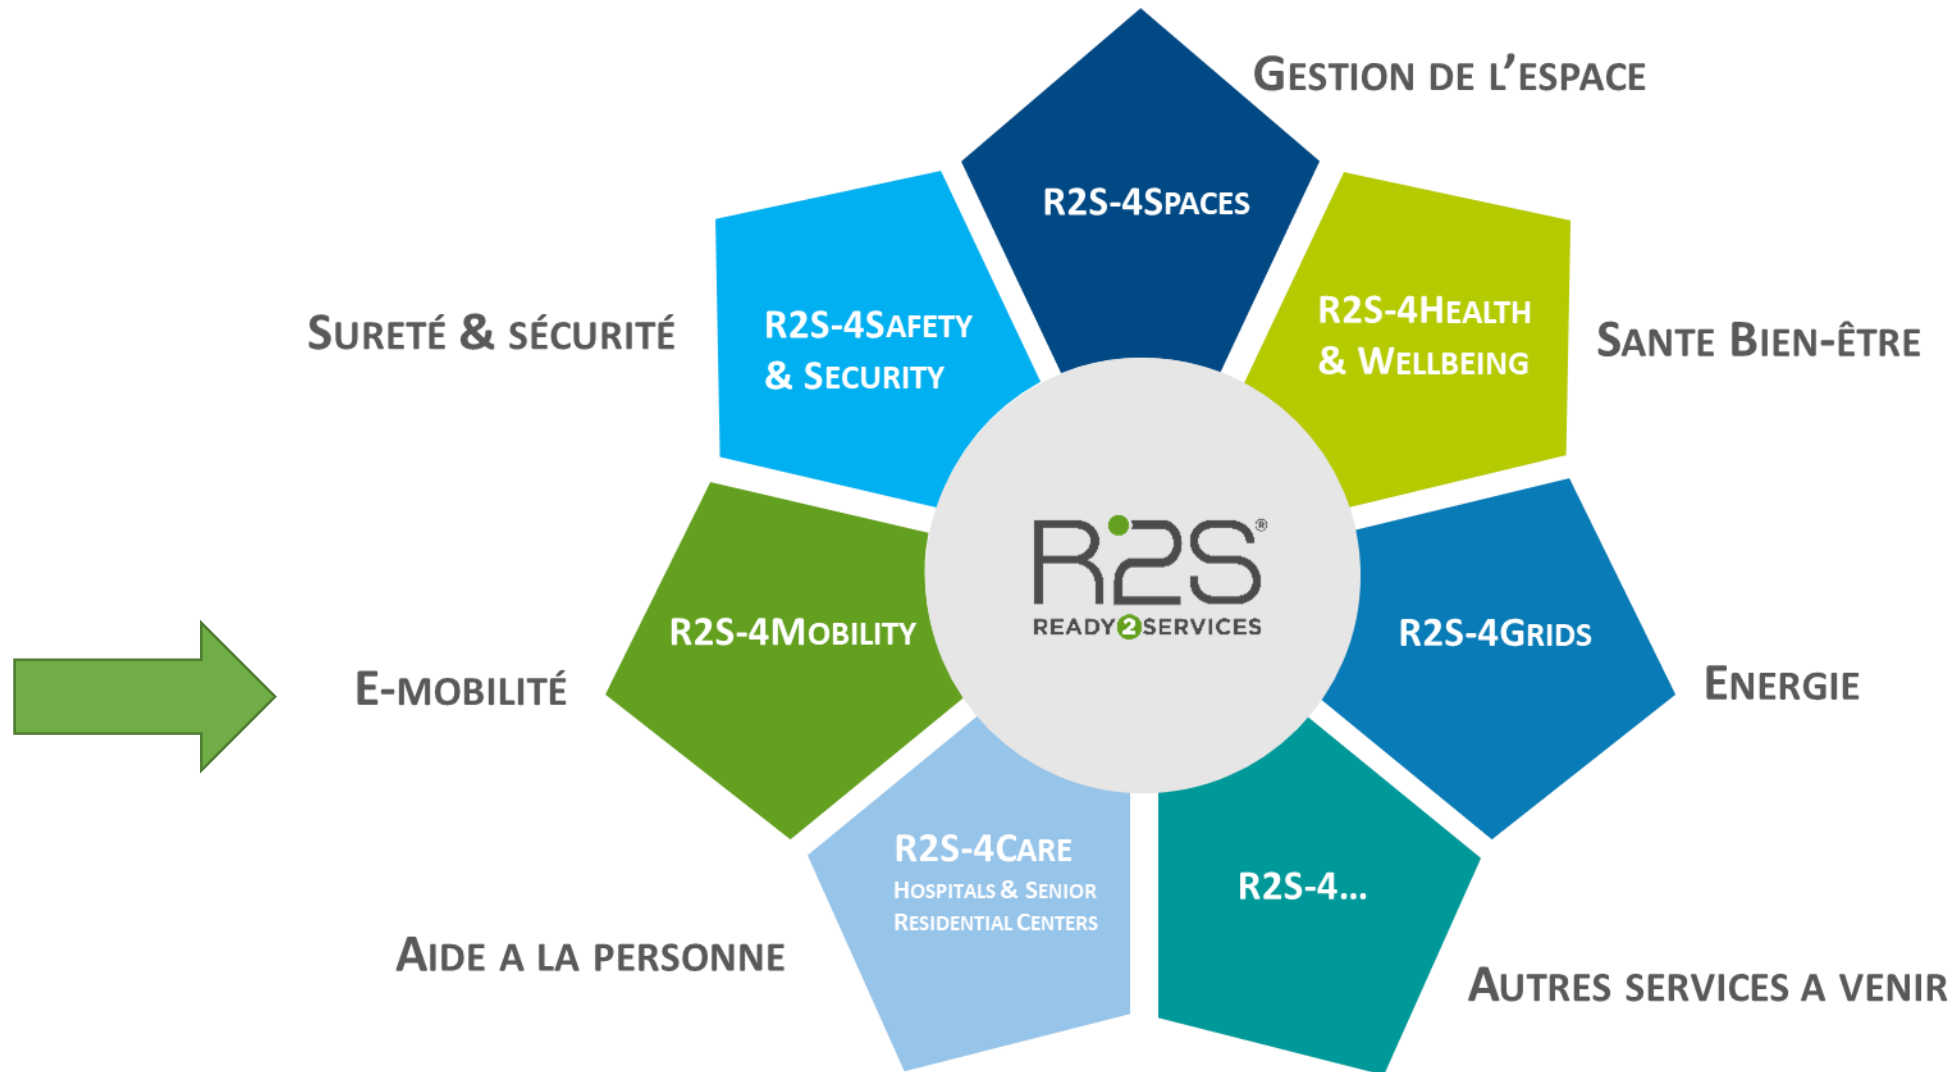 GESTION DE L'ESPACE
R2S-4SPACES
R2S-4HEALTH
& WELLBEING
SANTE BIEN-ÊTRE
SURETÉ & SÉCURITÉ
R2S-4SAFETY
& SECURITY
R2S®
READY2SERVICES
R2S-4MOBILITY
E-MOBILITÉ
R2S-4GRIDS
ENERGIE
R2S-4CARE
HOSPITALS & SENIOR
RESIDENTIAL CENTERS
AIDE A LA PERSONNE
R2S-4...
AUTRES SERVICES A VENIR